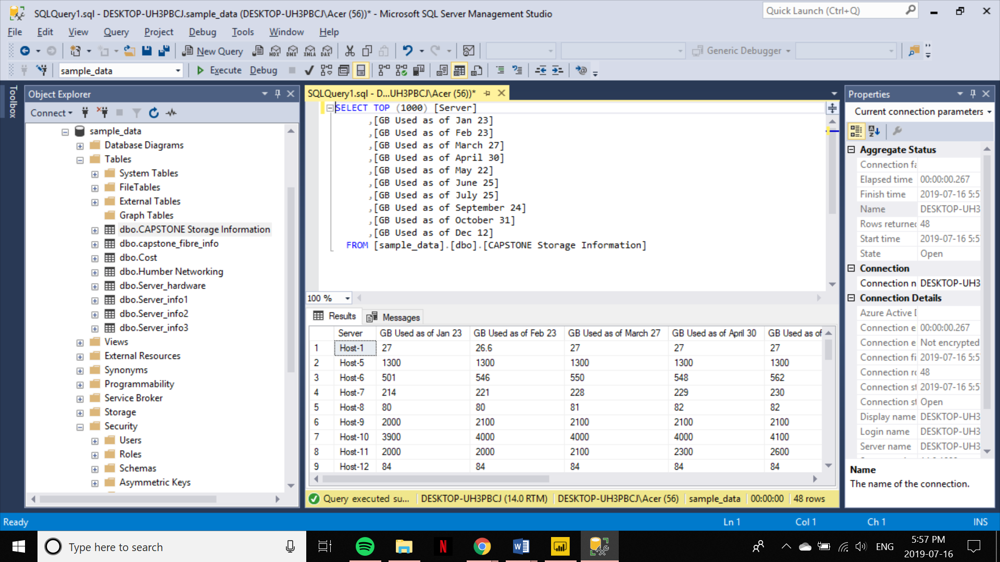 SQLQuery1.sql - DESKTOP-UH3PBCJ.sample_data (DESKTOP-UH3PBCJ\Acer (56))* - Microsoft SQL Server Management Studio
Quick Launch (Ctrl+Q)
File Edit View Query Project Debug Tools Window Help
New Query MDX DMX XMLA DAX Generic Debugger
sample_data Execute Debug
Toolbox
Object Explorer
Connect
sample_data
Database Diagrams
Tables
System Tables
FileTables
External Tables
Graph Tables
dbo.CAPSTONE Storage Information
dbo.capstone_fibre_info
dbo.Cost
dbo.Humber Networking
dbo.Server_hardware
dbo.Server_info1
dbo.Server_info2
dbo.Server_info3
Views
External Resources
Synonyms
Programmability
Service Broker
Storage
Security
Users
Roles
Schemas
Asymmetric Keys
SQLQuery1.sql - D...UH3PBCJ\Acer (56))*
SELECT TOP (1000) [Server]
,[GB Used as of Jan 23]
,[GB Used as of Feb 23]
,[GB Used as of March 27]
,[GB Used as of April 30]
,[GB Used as of May 22]
,[GB Used as of June 25]
,[GB Used as of July 25]
,[GB Used as of September 24]
,[GB Used as of October 31]
,[GB Used as of Dec 12]
FROM [sample_data].[dbo].[CAPSTONE Storage Information]
100 %
Results Messages
Server GB Used as of Jan 23 GB Used as of Feb 23 GB Used as of March 27 GB Used as of April 30 GB Used as of
1 Host-1 27 26.6 27 27 27
2 Host-5 1300 1300 1300 1300 1300
3 Host-6 501 546 550 548 562
4 Host-7 214 221 228 229 230
5 Host-8 80 80 81 82 82
6 Host-9 2000 2100 2100 2100 2100
7 Host-10 3900 4000 4000 4000 4100
8 Host-11 2000 2000 2100 2300 2600
9 Host-12 84 84 84 84 84
Query executed su... DESKTOP-UH3PBCJ (14.0 RTM) DESKTOP-UH3PBCJ\Acer (56) sample_data 00:00:00 48 rows
Properties
Current connection parameters
Aggregate Status
Connection fa
Elapsed time 00:00:00.267
Finish time 2019-07-16 5:5
Name DESKTOP-UH3
Rows returned 48
Start time 2019-07-16 5:5
State Open
Connection
Connection n DESKTOP-UH3
Connection Details
Azure Active D
Connection e 00:00:00.267
Connection e Not encrypted
Connection fi 2019-07-16 5:5
Connection ro 48
Connection st 2019-07-16 5:5
Connection st Open
Display name DESKTOP-UH3
Login name DESKTOP-UH3
Server name DESKTOP-UH3
Name
The name of the connection.
Ready Ln 1 Col 1 Ch 1 INS
Type here to search
ENG
5:57 PM
2019-07-16